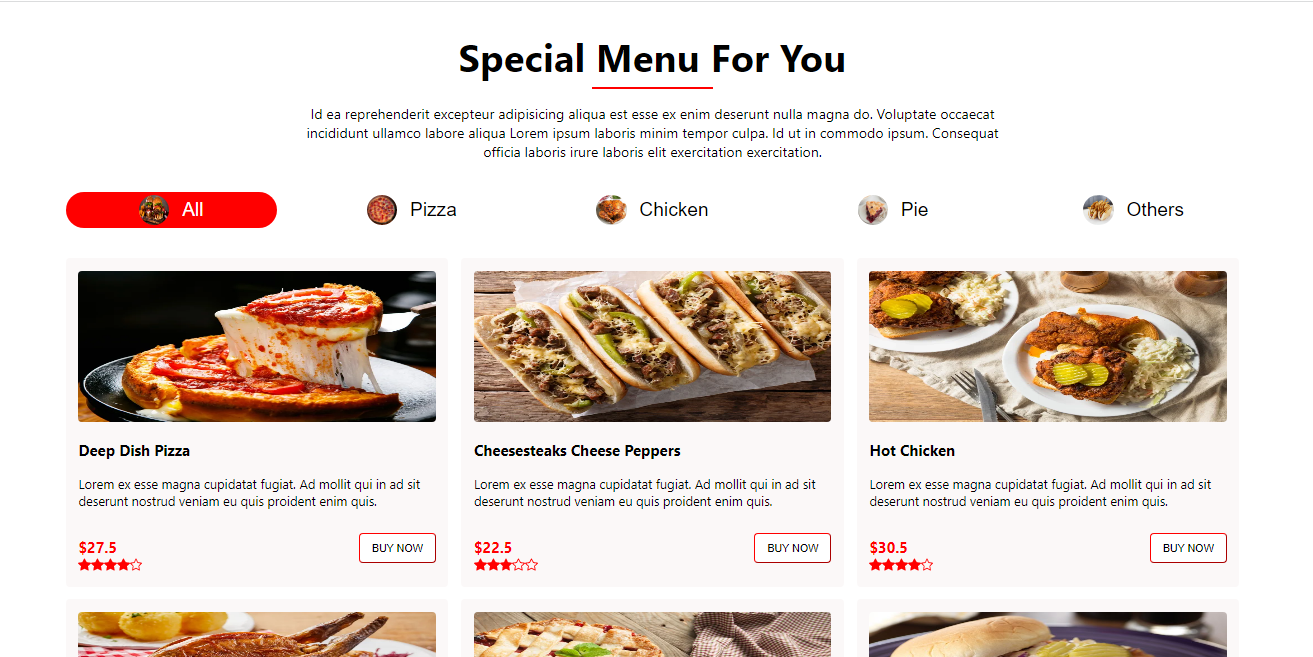 Special Menu For You
Id ea reprehenderit excepteur adipisicing aliqua est esse ex enim deserunt nulla magna do. Voluptate occaecat
incididunt ullamco labore aliqua Lorem ipsum laboris minim tempor culpa. Id ut in commodo ipsum. Consequat
officia laboris irure laboris elit exercitation exercitation.
All
Pizza
Chicken
Pie
Others
Deep Dish Pizza
Lorem ex esse magna cupidatat fugiat. Ad mollit qui in ad sit
deserunt nostrud veniam eu quis proident enim quis.
$27.5
BUY NOW
Cheesesteaks Cheese Peppers
Lorem ex esse magna cupidatat fugiat. Ad mollit qui in ad sit
deserunt nostrud veniam eu quis proident enim quis.
$22.5
BUY NOW
Hot Chicken
Lorem ex esse magna cupidatat fugiat. Ad mollit qui in ad sit
deserunt nostrud veniam eu quis proident enim quis.
$30.5
BUY NOW